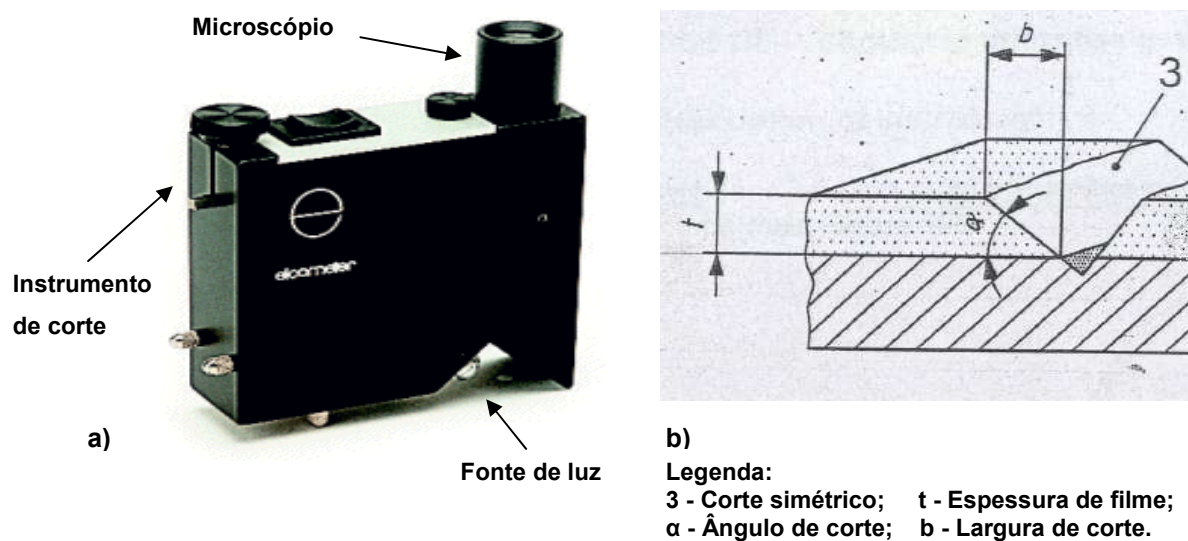 Microscópio
Instrumento
de corte
elcometer
a)
Fonte de luz
b
3
t
α
b)
Legenda:
3 - Corte simétrico; t - Espessura de filme;
α - Ângulo de corte; b - Largura de corte.